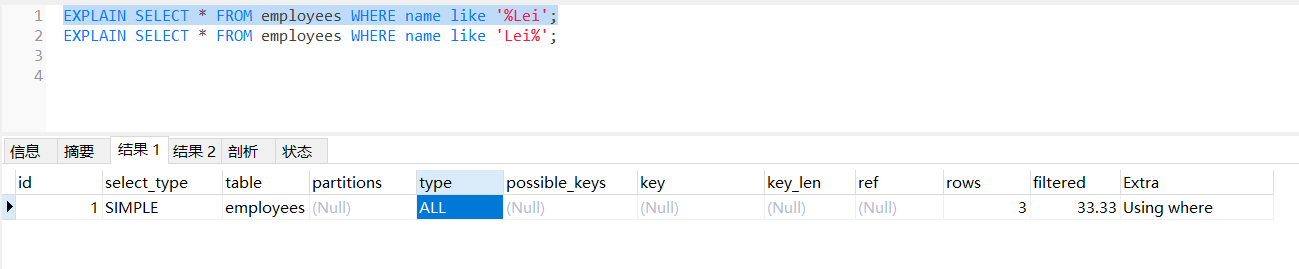 1 EXPLAIN SELECT * FROM employees WHERE name like '%Lei';
2 EXPLAIN SELECT * FROM employees WHERE name like 'Lei%';
3
4
信息 摘要 结果 1 结果 2 剖析 状态
id select_type table partitions type possible_keys key key_len ref rows filtered Extra
1 SIMPLE employees (Null) ALL (Null) (Null) (Null) (Null) 3 33.33 Using where